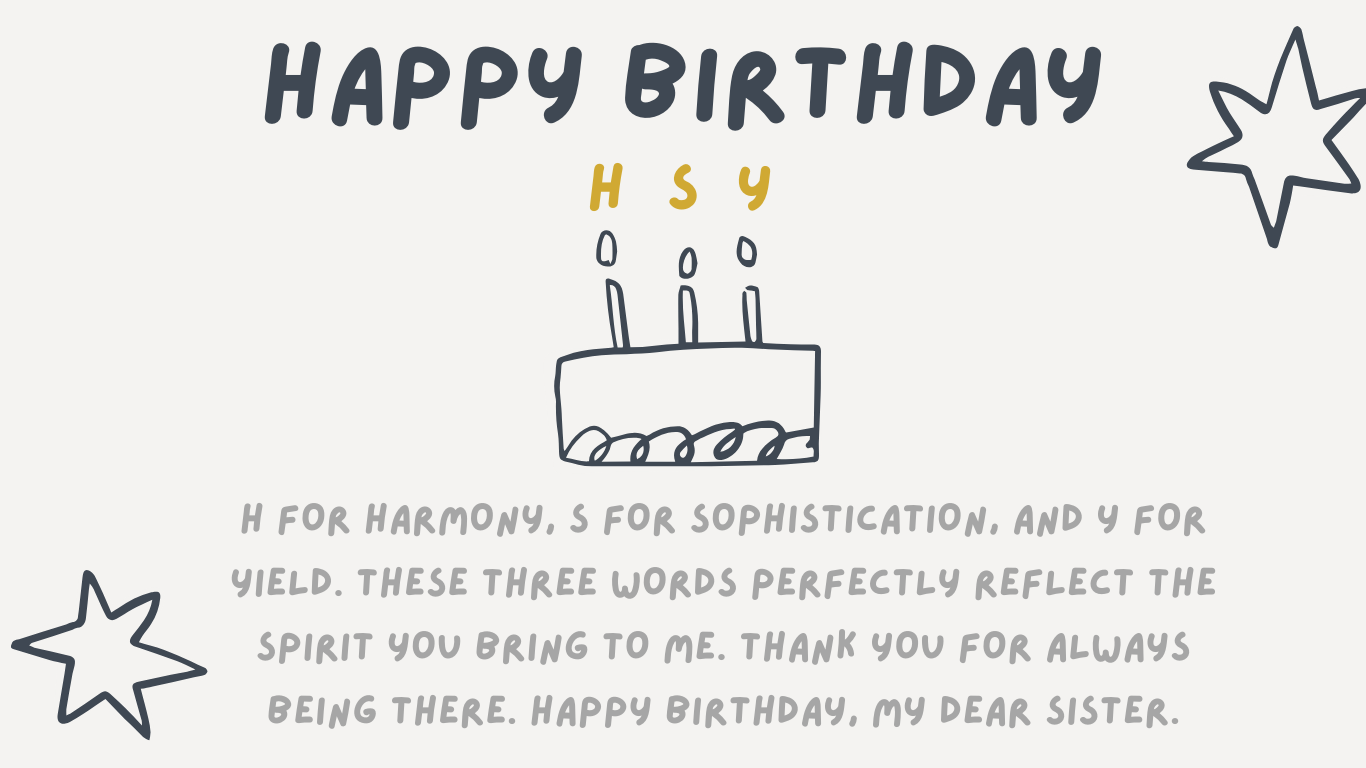 HAPPY BIRTHDAY
H S Y
H FOR HARMONY, S FOR SOPHISTICATION, AND Y FOR
YIELD. THESE THREE WORDS PERFECTLY REFLECT THE
SPIRIT YOU BRING TO ME. THANK YOU FOR ALWAYS
BEING THERE. HAPPY BIRTHDAY, MY DEAR SISTER.